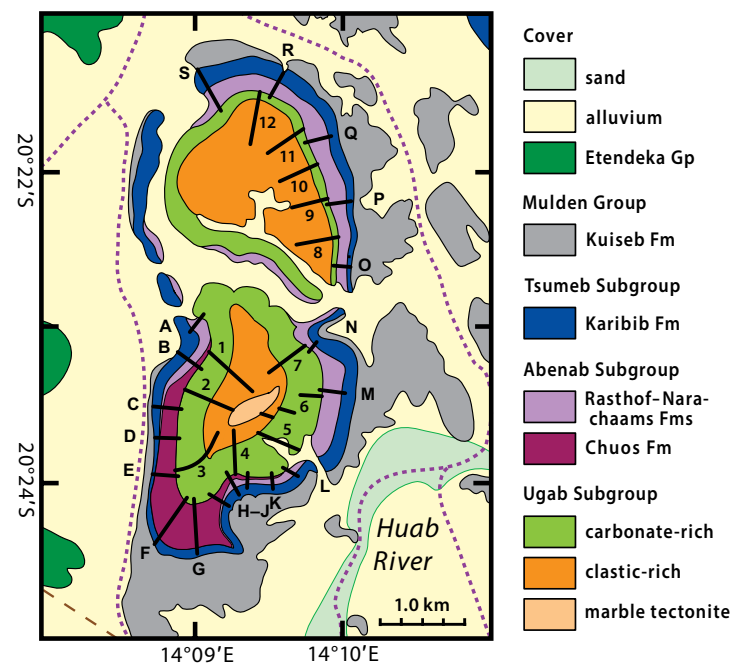 Cover
sand
alluvium
Etendeka Gp
Mulden Group
Kuiseb Fm
Tsumeb Subgroup
Karibib Fm
Abenab Subgroup
Rasthof–Nara-
chaams Fms
Chuos Fm
Ugab Subgroup
carbonate-rich
clastic-rich
marble tectonite
20°22'S
20°24'S
14°09'E
14°10'E
S
R
12
Q
11
10
P
9
8
O
A
N
B
1
7
2
M
C
6
D
5
E
3
4
L
K
H–J
F
G
Huab
River
1.0 km